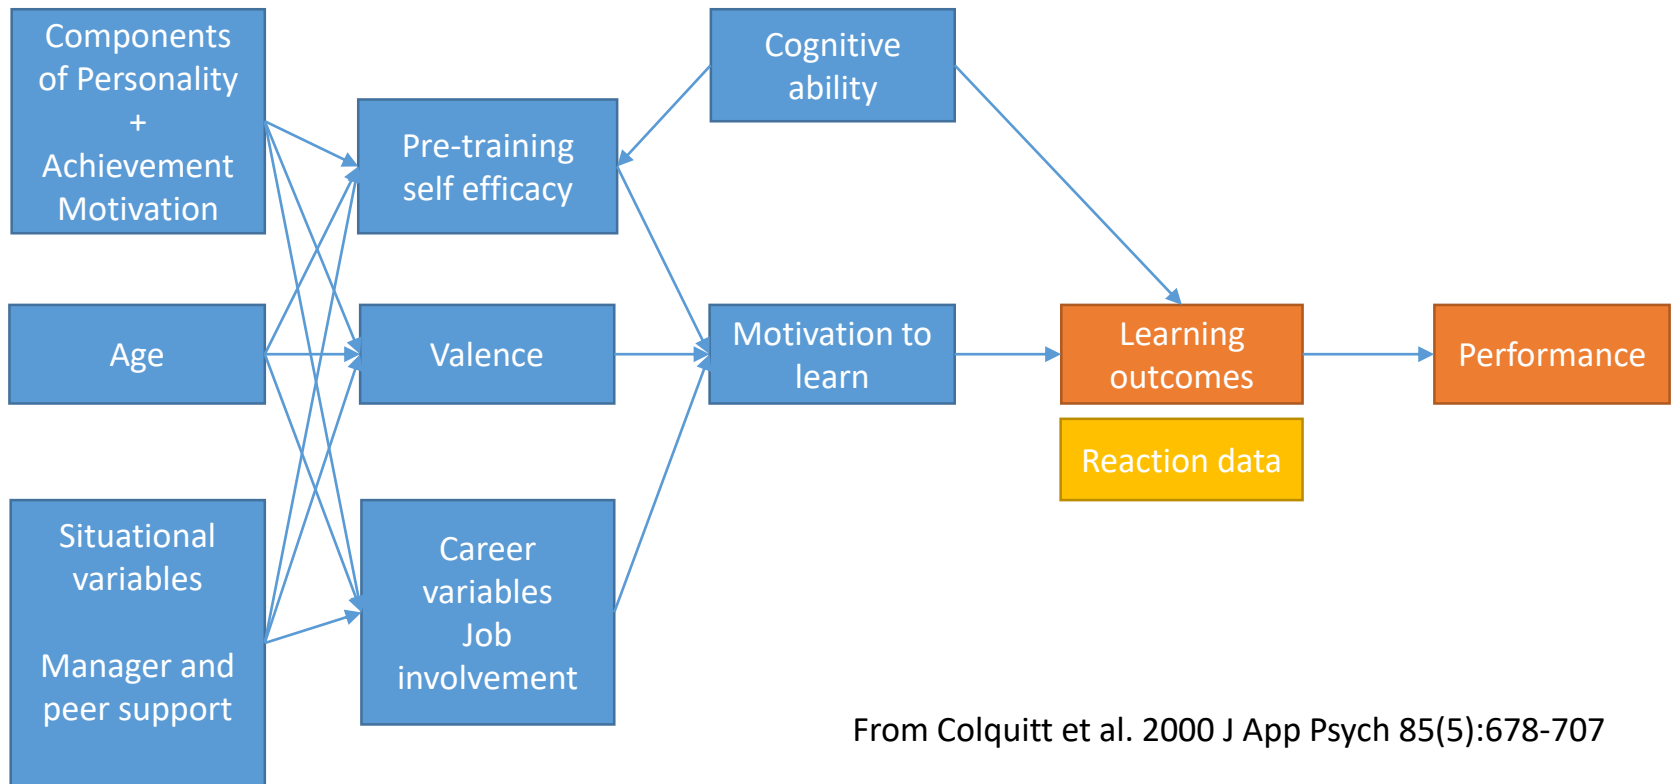 Components
of Personality
+
Achievement
Motivation
Cognitive
ability
Pre-training
self efficacy
Age
Valence
Motivation to
learn
Learning
outcomes
Performance
Reaction data
Situational
variables
Manager and
peer support
Career
variables
Job
involvement
From Colquitt et al. 2000 J App Psych 85(5):678-707